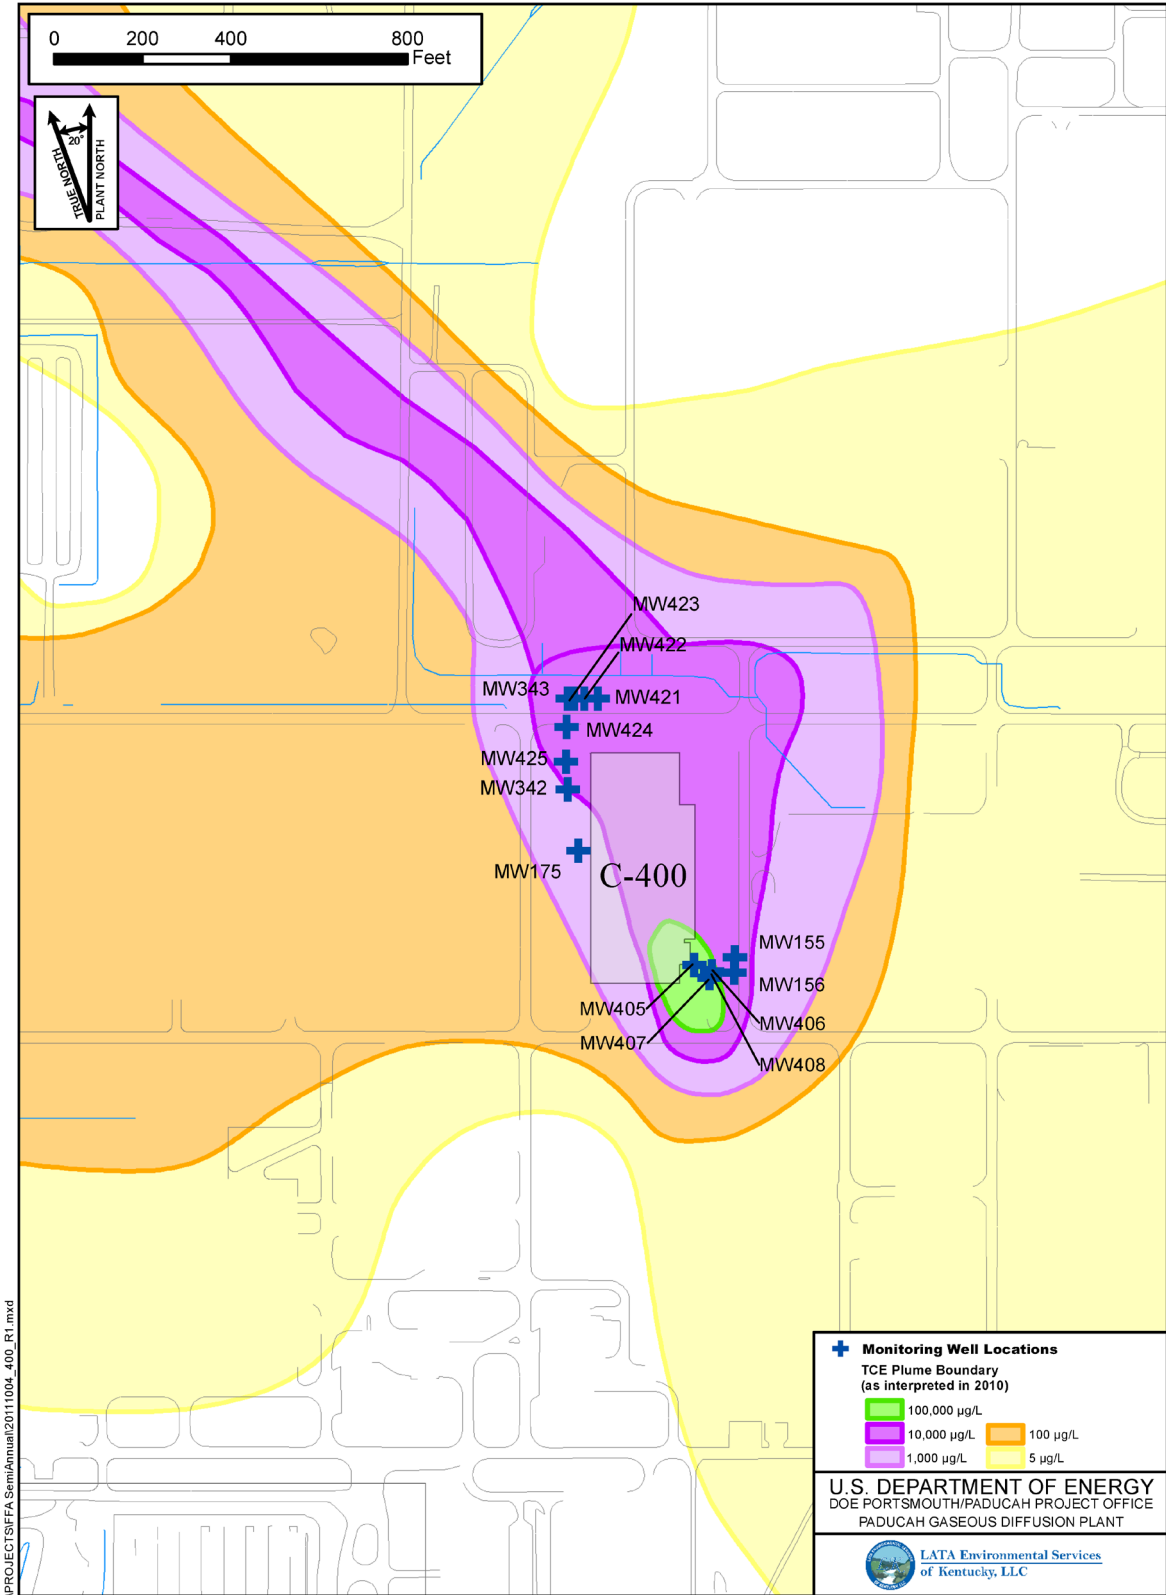 0 200 400 800
Feet
20°
TRUE NORTH
PLANT NORTH
MW423
MW422
MW343
MW421
MW424
MW425
MW342
MW175
C-400
MW155
MW156
MW405
MW406
MW407
MW408
Monitoring Well Locations
TCE Plume Boundary
(as interpreted in 2010)
100,000 µg/L
10,000 µg/L 100 µg/L
1,000 µg/L 5 µg/L
U.S. DEPARTMENT OF ENERGY
DOE PORTSMOUTH/PADUCAH PROJECT OFFICE
PADUCAH GASEOUS DIFFUSION PLANT
LATA Environmental Services
of Kentucky, LLC
\PROJECTS\FFA SemiAnnual\20111004_400_R1.mxd